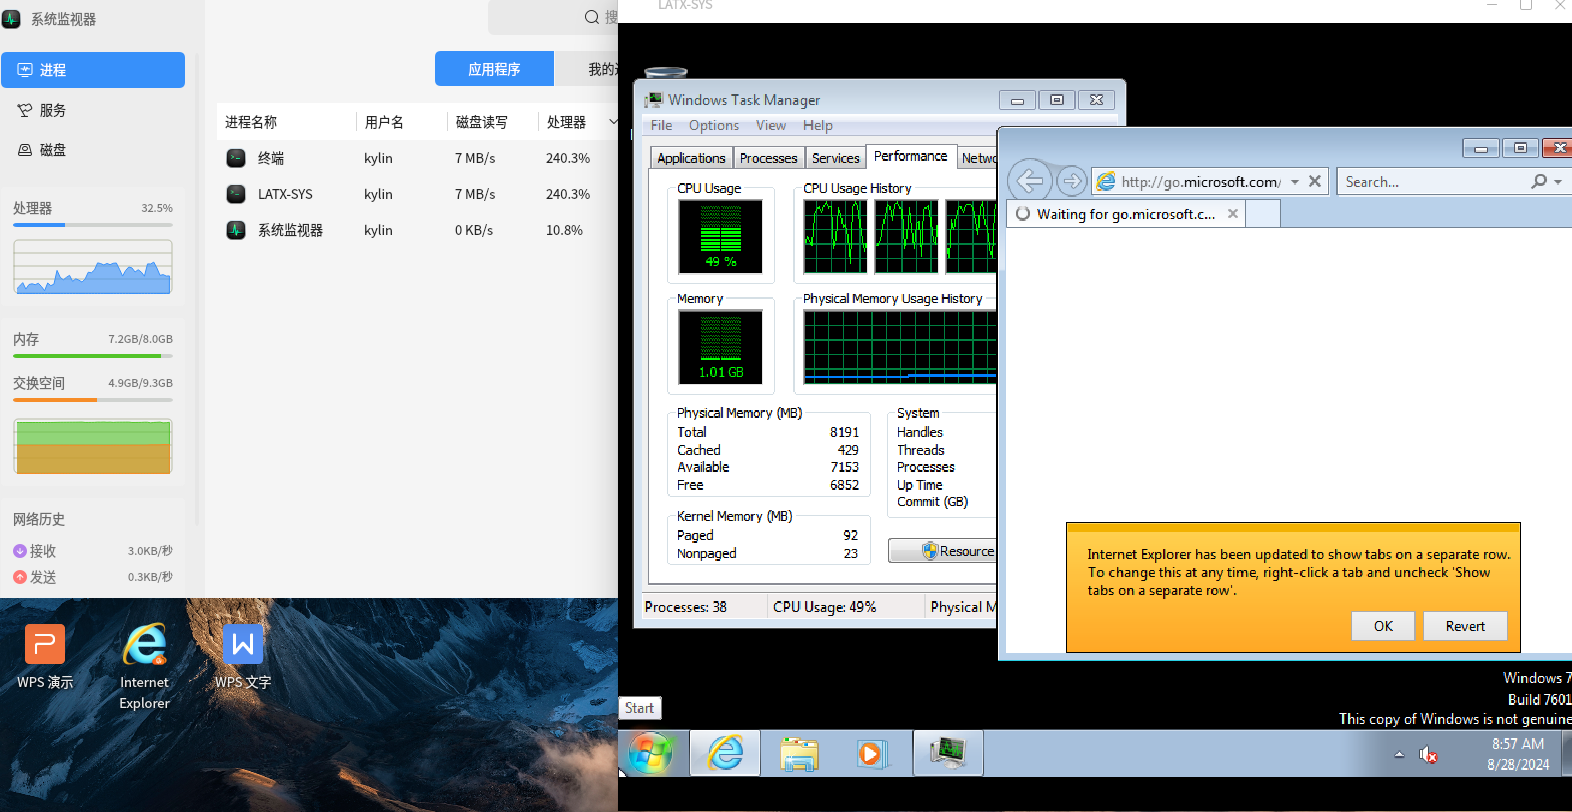 系统监视器
搜
进程
服务
磁盘
处理器 32.5%
内存 7.2GB/8.0GB
交换空间 4.9GB/9.3GB
网络历史
接收 3.0KB/秒
发送 0.3KB/秒
应用程序 我的
进程名称 用户名 磁盘读写 处理器
终端 kylin 7 MB/s 240.3%
LATX-SYS kylin 7 MB/s 240.3%
系统监视器 kylin 0 KB/s 10.8%
WPS 演示
Internet
Explorer
WPS 文字
LATX-SYS
Windows Task Manager
File Options View Help
Applications Processes Services Performance Netwo
CPU Usage CPU Usage History
49 %
Memory Physical Memory Usage History
1.01 GB
Physical Memory (MB)
Total 8191
Cached 429
Available 7153
Free 6852
System
Handles
Threads
Processes
Up Time
Commit (GB)
Kernel Memory (MB)
Paged 92
Nonpaged 23
Resource
Processes: 38 CPU Usage: 49% Physical M
http://go.microsoft.com/
Search...
Waiting for go.microsoft.c...
Internet Explorer has been updated to show tabs on a separate row.
To change this at any time, right-click a tab and uncheck 'Show
tabs on a separate row'.
OK Revert
Windows 7
Build 7601
This copy of Windows is not genuine
Start
8:57 AM
8/28/2024